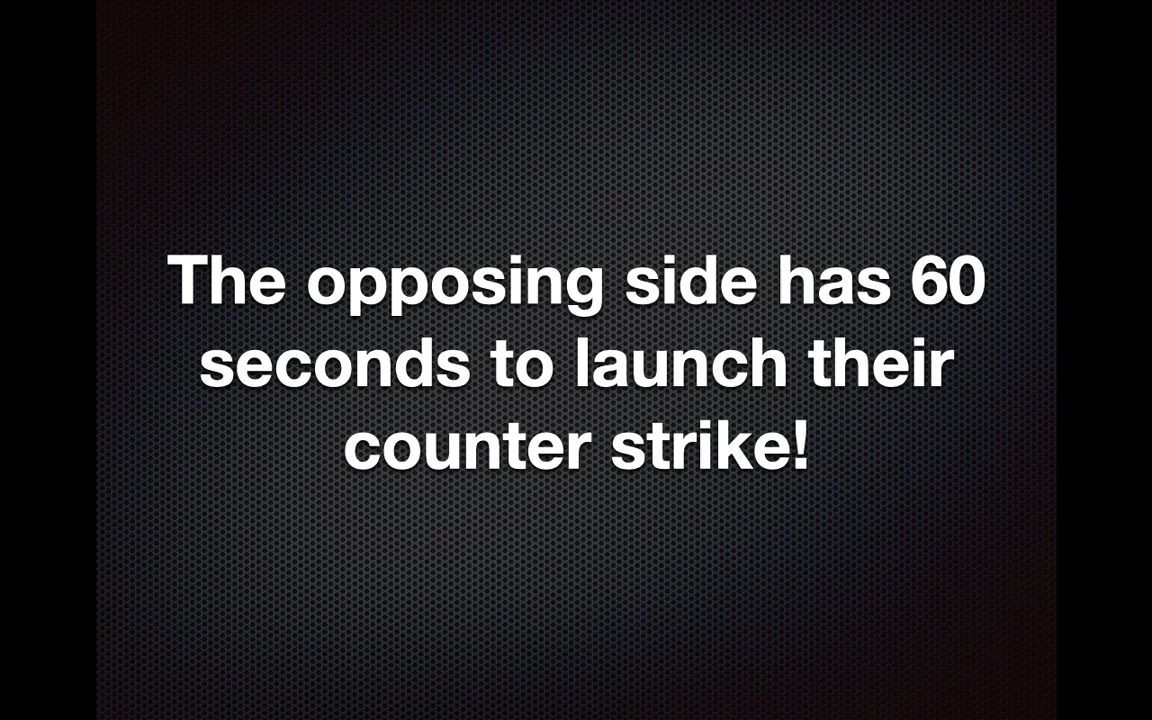 The opposing side has 60
seconds to launch their
counter strike!